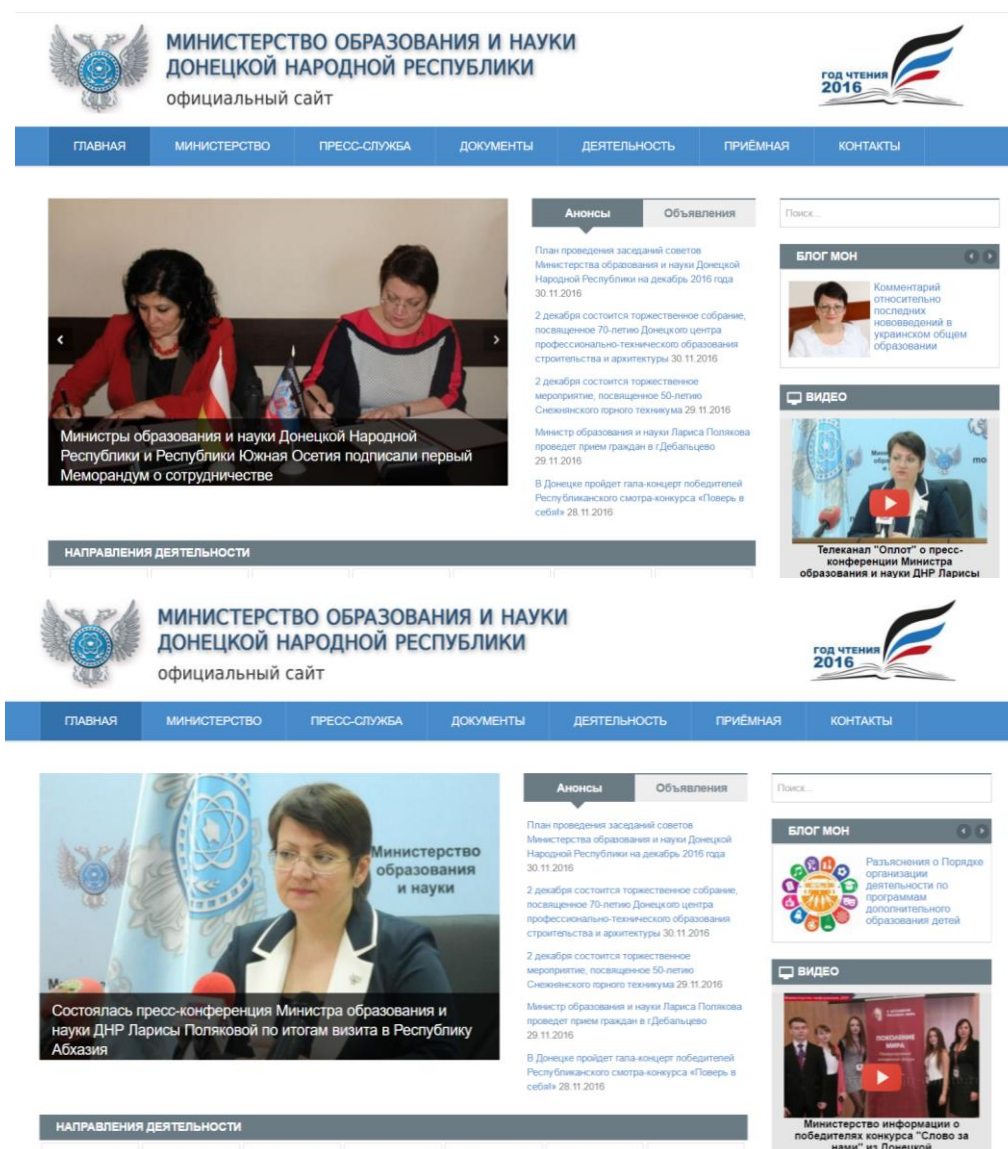 МИНИСТЕРСТВО ОБРАЗОВАНИЯ И НАУКИ
ДОНЕЦКОЙ НАРОДНОЙ РЕСПУБЛИКИ
официальный сайт
ГОД ЧТЕНИЯ
2016
ГЛАВНАЯ МИНИСТЕРСТВО ПРЕСС-СЛУЖБА ДОКУМЕНТЫ ДЕЯТЕЛЬНОСТЬ ПРИЁМНАЯ КОНТАКТЫ
Министры образования и науки Донецкой Народной
Республики и Республики Южная Осетия подписали первый
Меморандум о сотрудничестве
Анонсы Объявления
План проведения заседаний советов
Министерства образования и науки Донецкой
Народной Республики на декабрь 2016 года
30.11.2016
2 декабря состоится торжественное собрание,
посвященное 70-летию Донецкого центра
профессионально-технического образования
строительства и архитектуры 30.11.2016
2 декабря состоится торжественное
мероприятие, посвященное 50-летию
Снежнянского горного техникума 29.11.2016
Министр образования и науки Лариса Полякова
проведет прием граждан в г.Дебальцево
29.11.2016
В Донецке пройдет гала-концерт победителей
Республиканского смотра-конкурса «Поверь в
себя!» 28.11.2016
Поиск...
БЛОГ МОН
Комментарий
относительно
последних
нововведений в
украинском общем
образовании
ВИДЕО
Телеканал "Оплот" о пресс-
конференции Министра
образования и науки ДНР Ларисы
НАПРАВЛЕНИЯ ДЕЯТЕЛЬНОСТИ
МИНИСТЕРСТВО ОБРАЗОВАНИЯ И НАУКИ
ДОНЕЦКОЙ НАРОДНОЙ РЕСПУБЛИКИ
официальный сайт
ГОД ЧТЕНИЯ
2016
ГЛАВНАЯ МИНИСТЕРСТВО ПРЕСС-СЛУЖБА ДОКУМЕНТЫ ДЕЯТЕЛЬНОСТЬ ПРИЁМНАЯ КОНТАКТЫ
Министерство
образования
и науки
Состоялась пресс-конференция Министра образования и
науки ДНР Ларисы Поляковой по итогам визита в Республику
Абхазия
Анонсы Объявления
План проведения заседаний советов
Министерства образования и науки Донецкой
Народной Республики на декабрь 2016 года
30.11.2016
2 декабря состоится торжественное собрание,
посвященное 70-летию Донецкого центра
профессионально-технического образования
строительства и архитектуры 30.11.2016
2 декабря состоится торжественное
мероприятие, посвященное 50-летию
Снежнянского горного техникума 29.11.2016
Министр образования и науки Лариса Полякова
проведет прием граждан в г.Дебальцево
29.11.2016
В Донецке пройдет гала-концерт победителей
Республиканского смотра-конкурса «Поверь в
себя!» 28.11.2016
Поиск...
БЛОГ МОН
Разъяснения о Порядке
организации
деятельности по
программам
дополнительного
образования детей
ВИДЕО
ПОКОЛЕНИЕ
МИРА
Министерство информации о
победителях конкурса "Слово за
нами" из Донецкой
НАПРАВЛЕНИЯ ДЕЯТЕЛЬНОСТИ